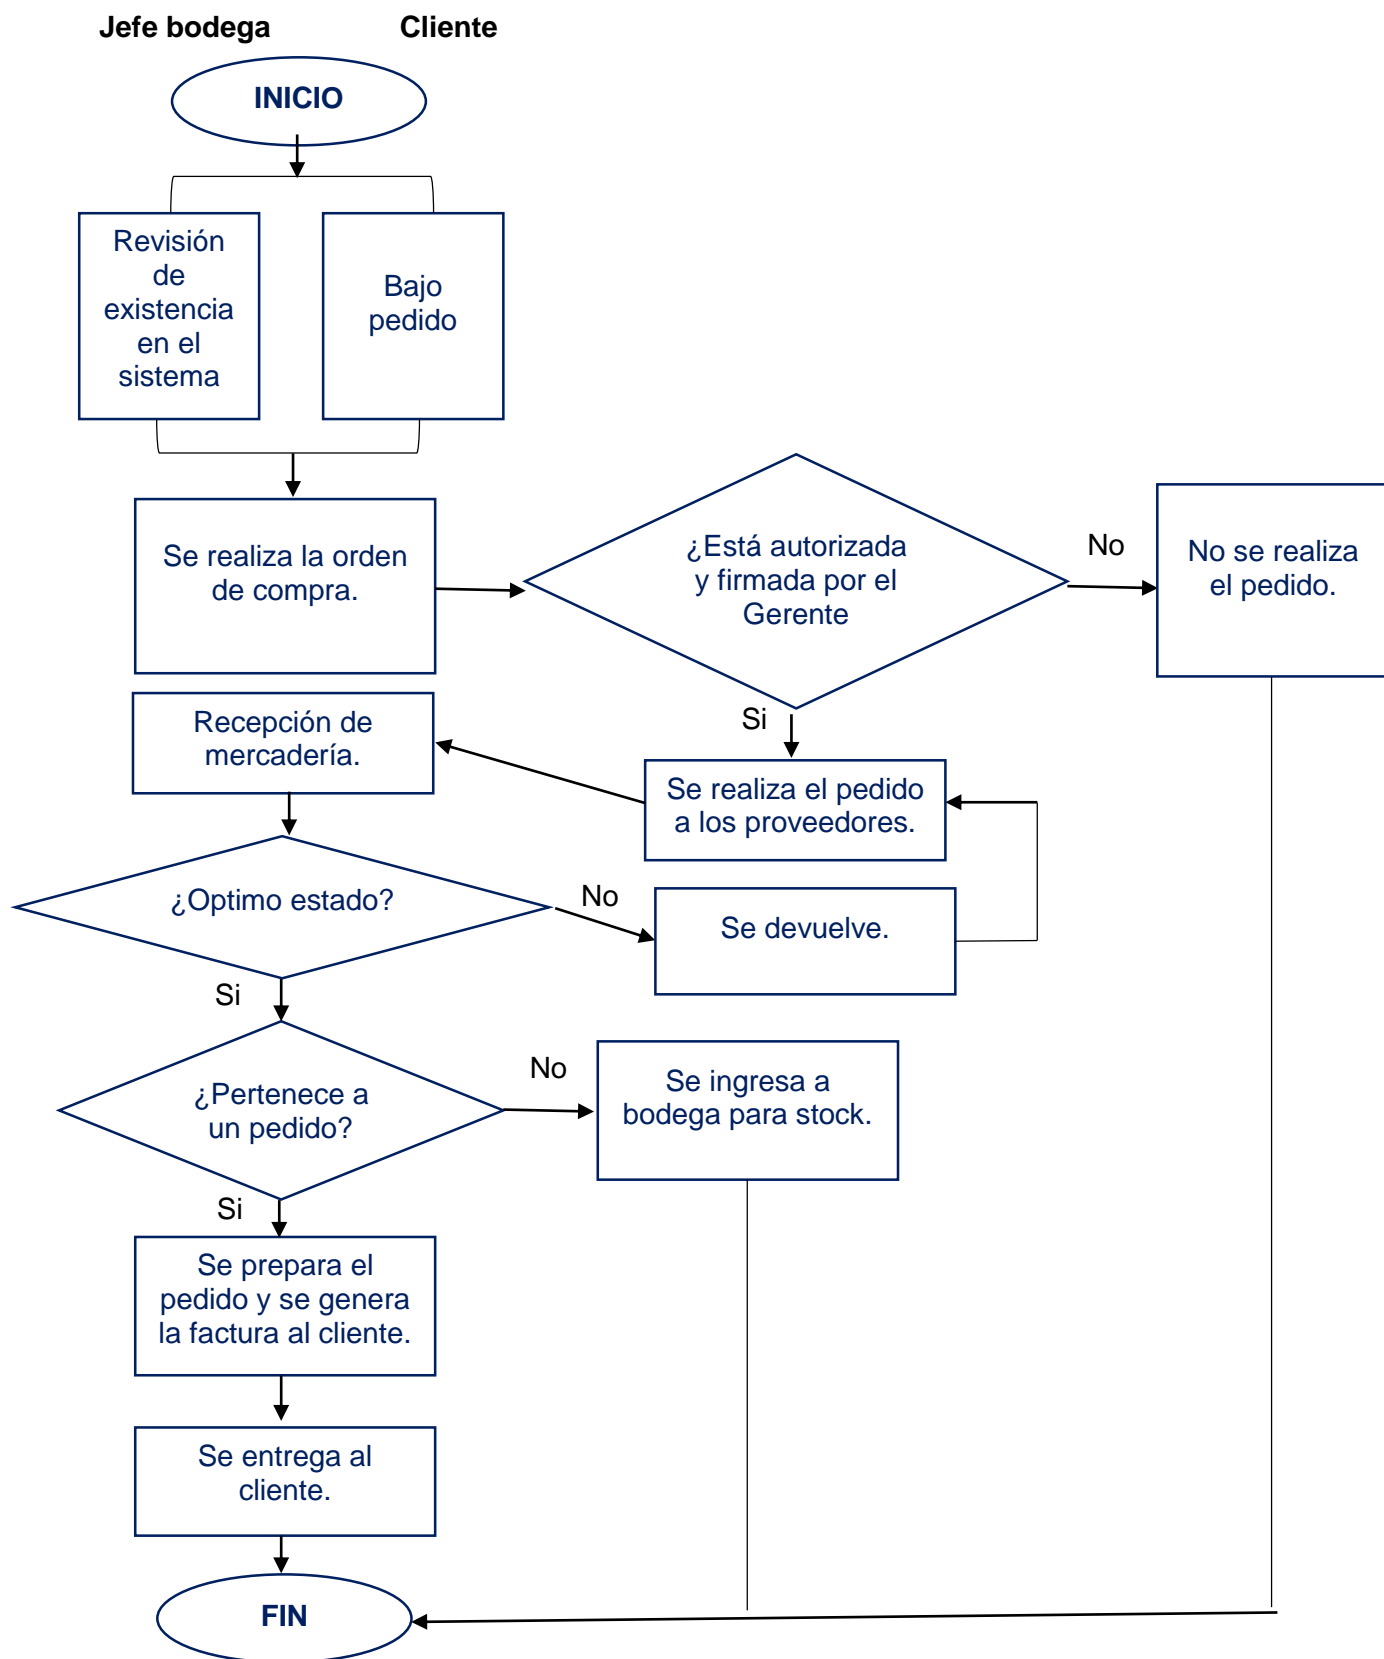 Jefe bodega Cliente
INICIO
Revisión
de
existencia
en el
sistema
Bajo
pedido
Se realiza la orden
de compra.
¿Está autorizada
y firmada por el
Gerente
No
No se realiza
el pedido.
Si
Recepción de
mercadería.
Se realiza el pedido
a los proveedores.
¿Optimo estado?
No
Se devuelve.
Si
¿Pertenece a
un pedido?
No
Se ingresa a
bodega para stock.
Si
Se prepara el
pedido y se genera
la factura al cliente.
Se entrega al
cliente.
FIN